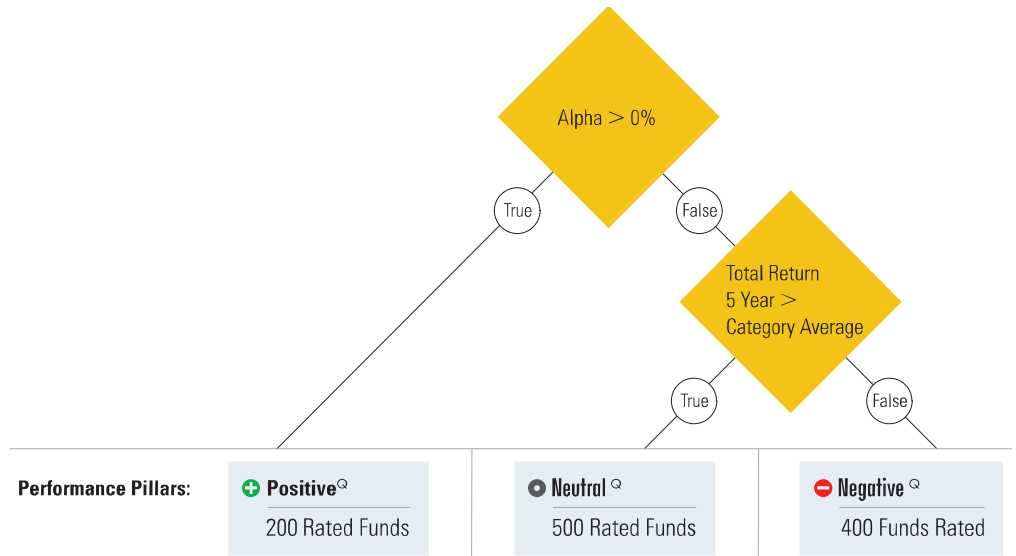 Alpha > 0%
True
False
Total Return
5 Year >
Category Average
True
False
Performance Pillars:
Positive Q
Neutral Q
Negative Q
200 Rated Funds
500 Rated Funds
400 Funds Rated